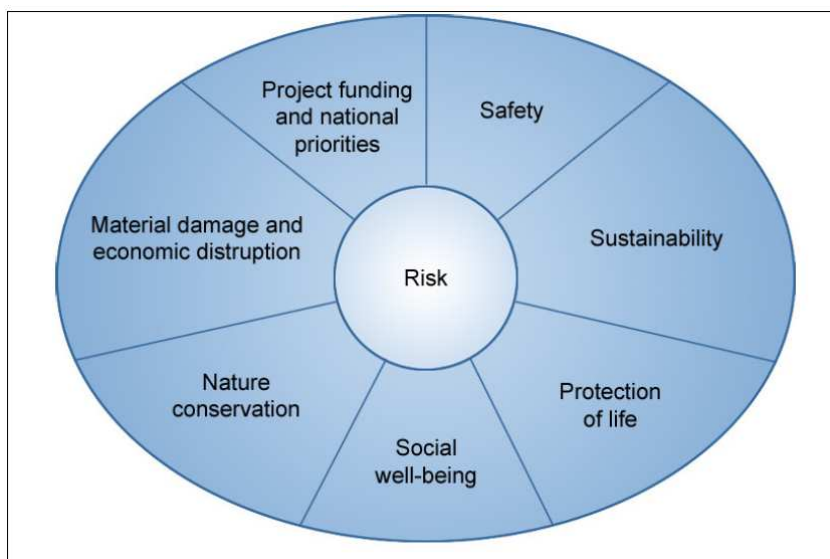 Project funding
and national
priorities
Safety
Material damage and
economic distruption
Sustainability
Risk
Nature
conservation
Protection
of life
Social
well-being